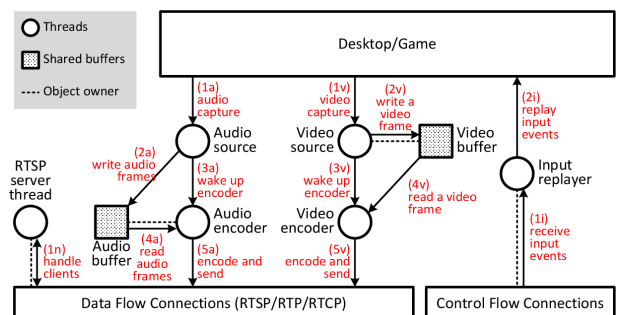 Threads
Shared buffers
Object owner
Desktop/Game
(1a)
audio
capture
(1v)
video
capture
(2v)
write a
video
frame
(2i)
replay
input
events
Audio
source
Video
source
Video
buffer
(2a)
write audio
frames
(3a)
wake up
encoder
(3v)
wake up
encoder
(4v)
read a video
frame
Input
replayer
RTSP
server
thread
Audio
buffer
Audio
encoder
Video
encoder
(1n)
handle
clients
(4a)
read
audio
frames
(5a)
encode and
send
(5v)
encode and
send
(1i)
receive
input
events
Data Flow Connections (RTSP/RTP/RTCP)
Control Flow Connections